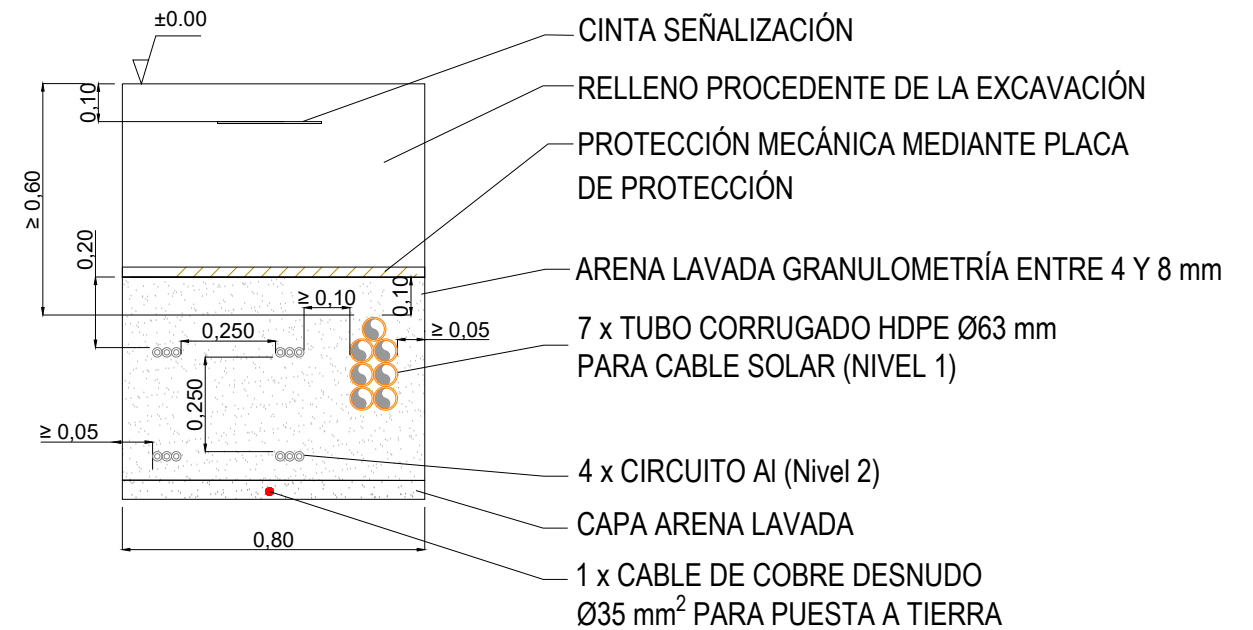 ±0.00
CINTA SEÑALIZACIÓN
0,10
RELLENO PROCEDENTE DE LA EXCAVACIÓN
PROTECCIÓN MECÁNICA MEDIANTE PLACA
DE PROTECCIÓN
≥ 0,60
0,20
ARENA LAVADA GRANULOMETRÍA ENTRE 4 Y 8 mm
≥ 0,10
0,10
0,250
≥ 0,05
7 x TUBO CORRUGADO HDPE Ø63 mm
PARA CABLE SOLAR (NIVEL 1)
0,250
≥ 0,05
4 x CIRCUITO Al (Nivel 2)
CAPA ARENA LAVADA
0,80
1 x CABLE DE COBRE DESNUDO
Ø35 mm² PARA PUESTA A TIERRA